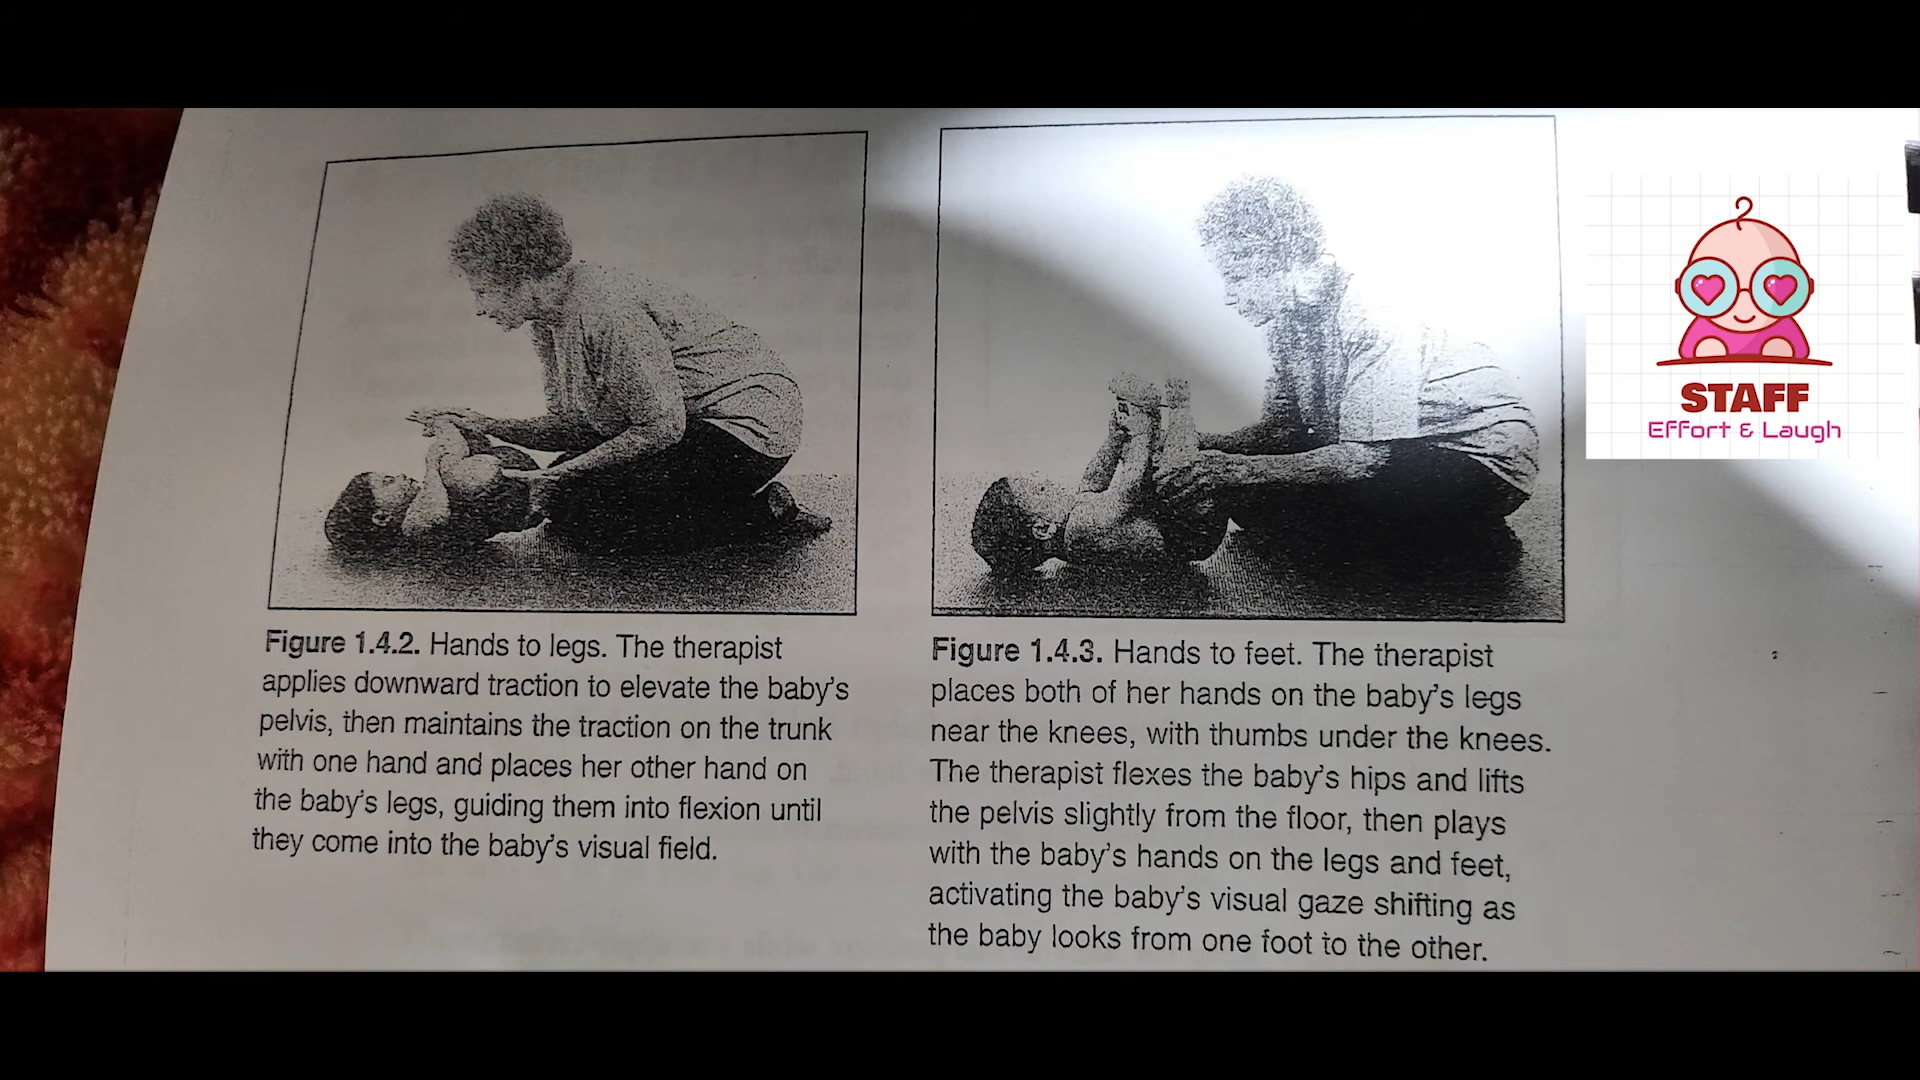 Figure 1.4.2. Hands to legs. The therapist
applies downward traction to elevate the baby's
pelvis, then maintains the traction on the trunk
with one hand and places her other hand on
the baby's legs, guiding them into flexion until
they come into the baby's visual field.
Figure 1.4.3. Hands to feet. The therapist
places both of her hands on the baby's legs
near the knees, with thumbs under the knees.
The therapist flexes the baby's hips and lifts
the pelvis slightly from the floor, then plays
with the baby's hands on the legs and feet,
activating the baby's visual gaze shifting as
the baby looks from one foot to the other.
STAFF
Effort & Laugh